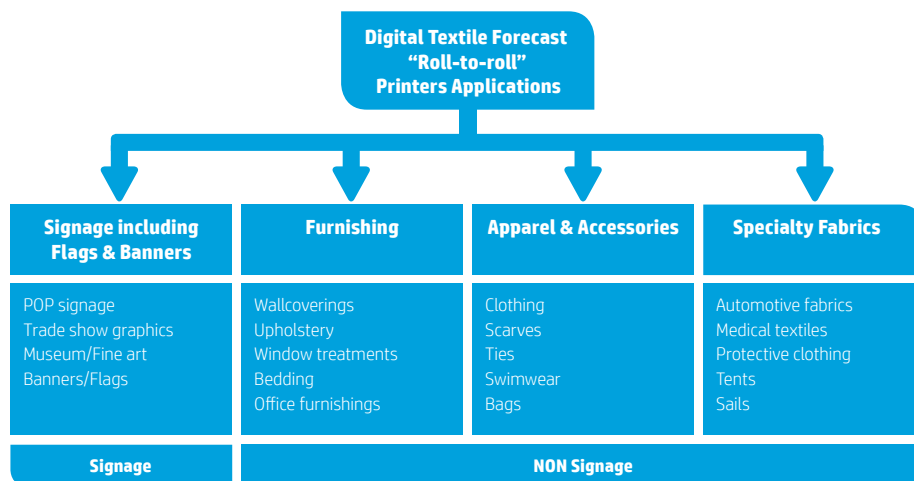 Digital Textile Forecast
“Roll-to-roll”
Printers Applications
Signage including
Flags & Banners
POP signage
Trade show graphics
Museum/Fine art
Banners/Flags
Furnishing
Wallcoverings
Upholstery
Window treatments
Bedding
Office furnishings
Apparel & Accessories
Clothing
Scarves
Ties
Swimwear
Bags
Specialty Fabrics
Automotive fabrics
Medical textiles
Protective clothing
Tents
Sails
Signage
NON Signage